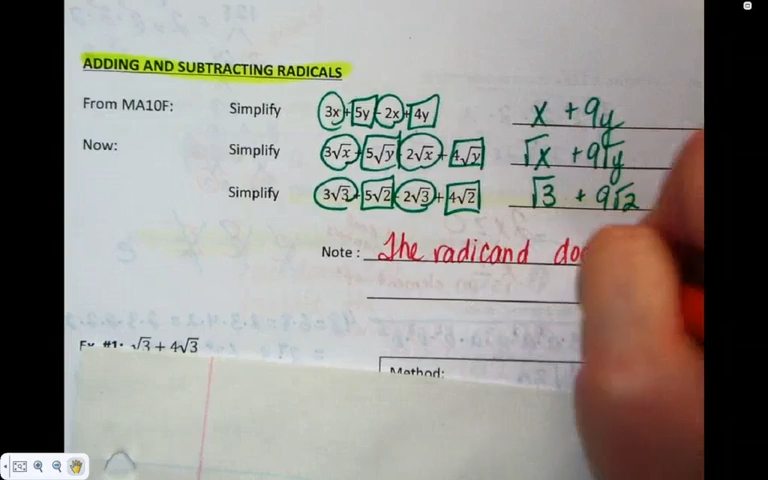 ADDING AND SUBTRACTING RADICALS
From MA10F: Simplify 3x + 5y - 2x + 4y x + 9y
Now: Simplify 3√x + 5√y - 2√x + 4√y √x + 9√y
Simplify 3√3 + 5√2 - 2√3 + 4√2 √3 + 9√2
Note : The radicand do
Ex. #1: √3 + 4√3
Method: